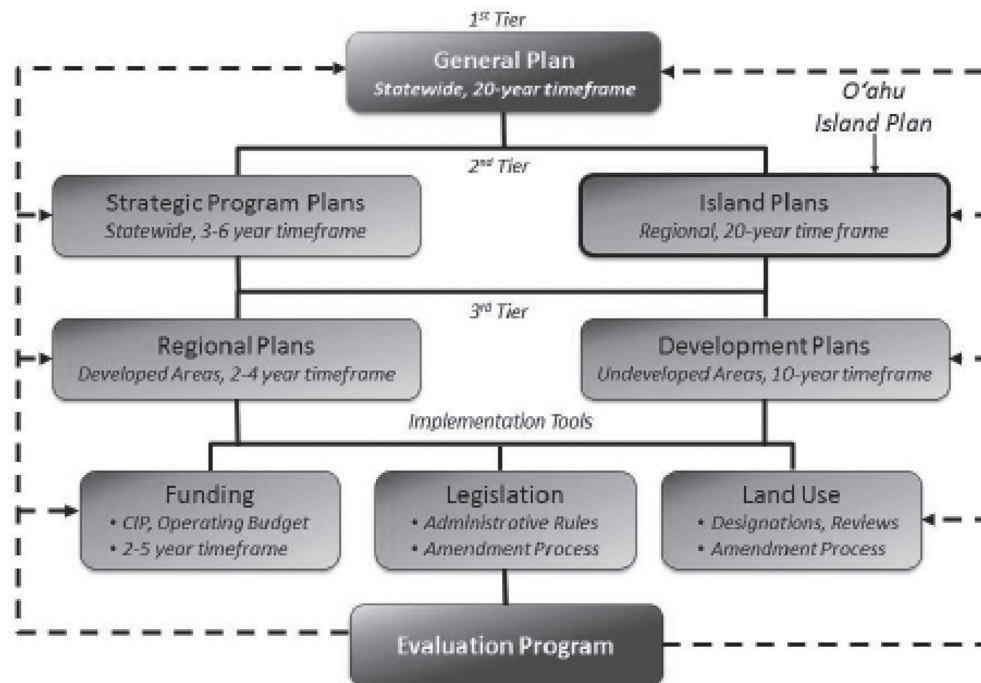 1st Tier
General Plan
Statewide, 20-year timeframe
Oʻahu
Island Plan
2nd Tier
Strategic Program Plans
Statewide, 3-6 year timeframe
Island Plans
Regional, 20-year time frame
3rd Tier
Regional Plans
Developed Areas, 2-4 year timeframe
Development Plans
Undeveloped Areas, 10-year timeframe
Implementation Tools
Funding
• CIP, Operating Budget
• 2-5 year timeframe
Legislation
• Administrative Rules
• Amendment Process
Land Use
• Designations, Reviews
• Amendment Process
Evaluation Program